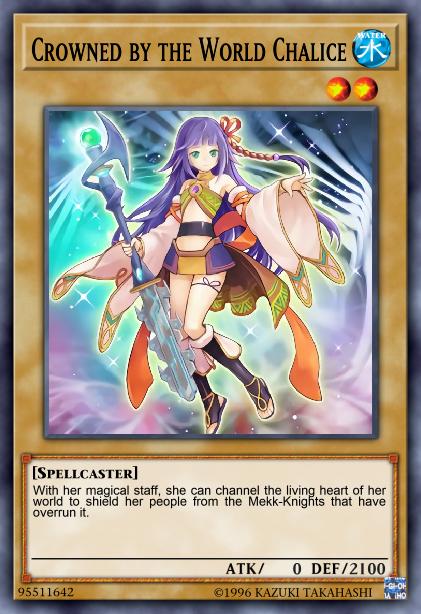 CROWNED BY THE WORLD CHALICE
WATER
水
[SPELLCASTER]
With her magical staff, she can channel the living heart of her
world to shield her people from the Mekk-Knights that have
overrun it.
ATK/ 0 DEF/2100
95511642
©1996 KAZUKI TAKAHASHI